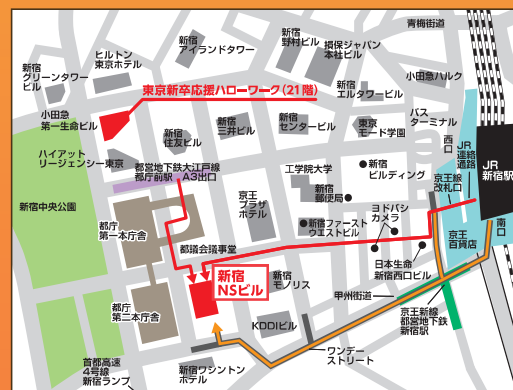 青梅街道
新宿
アイランドタワー
新宿
野村ビル
損保ジャパン
本社ビル
ヒルトン
東京ホテル
新宿
グリーンタワー
ビル
小田急ハルク
新宿
エルタワービル
東京新卒応援ハローワーク(21階)
小田急
第一生命ビル
新宿
住友ビル
新宿
三井ビル
新宿
センタービル
東京
モード学園
バス
ターミナル
西口
JR
連絡
通路
JR
新宿駅
ハイアット
リージェンシー東京
都営地下鉄大江戸線
都庁前駅 A3出口
工学院大学
新宿
ビルディング
京王線
改札口
新宿
郵便局
京王
プラザ
ホテル
新宿中央公園
都庁
第一本庁舎
新宿ファースト
ウエストビル
ヨドバシ
カメラ
南口
京王
百貨店
都議会議事堂
日本生命
新宿西口ビル
新宿
NSビル
新宿
モノリス
甲州街道
都庁
第二本庁舎
KDDIビル
京王新線
都営地下鉄
新宿駅
ワンデー
ストリート
首都高速
4号線
新宿ランプ
新宿ワシントン
ホテル